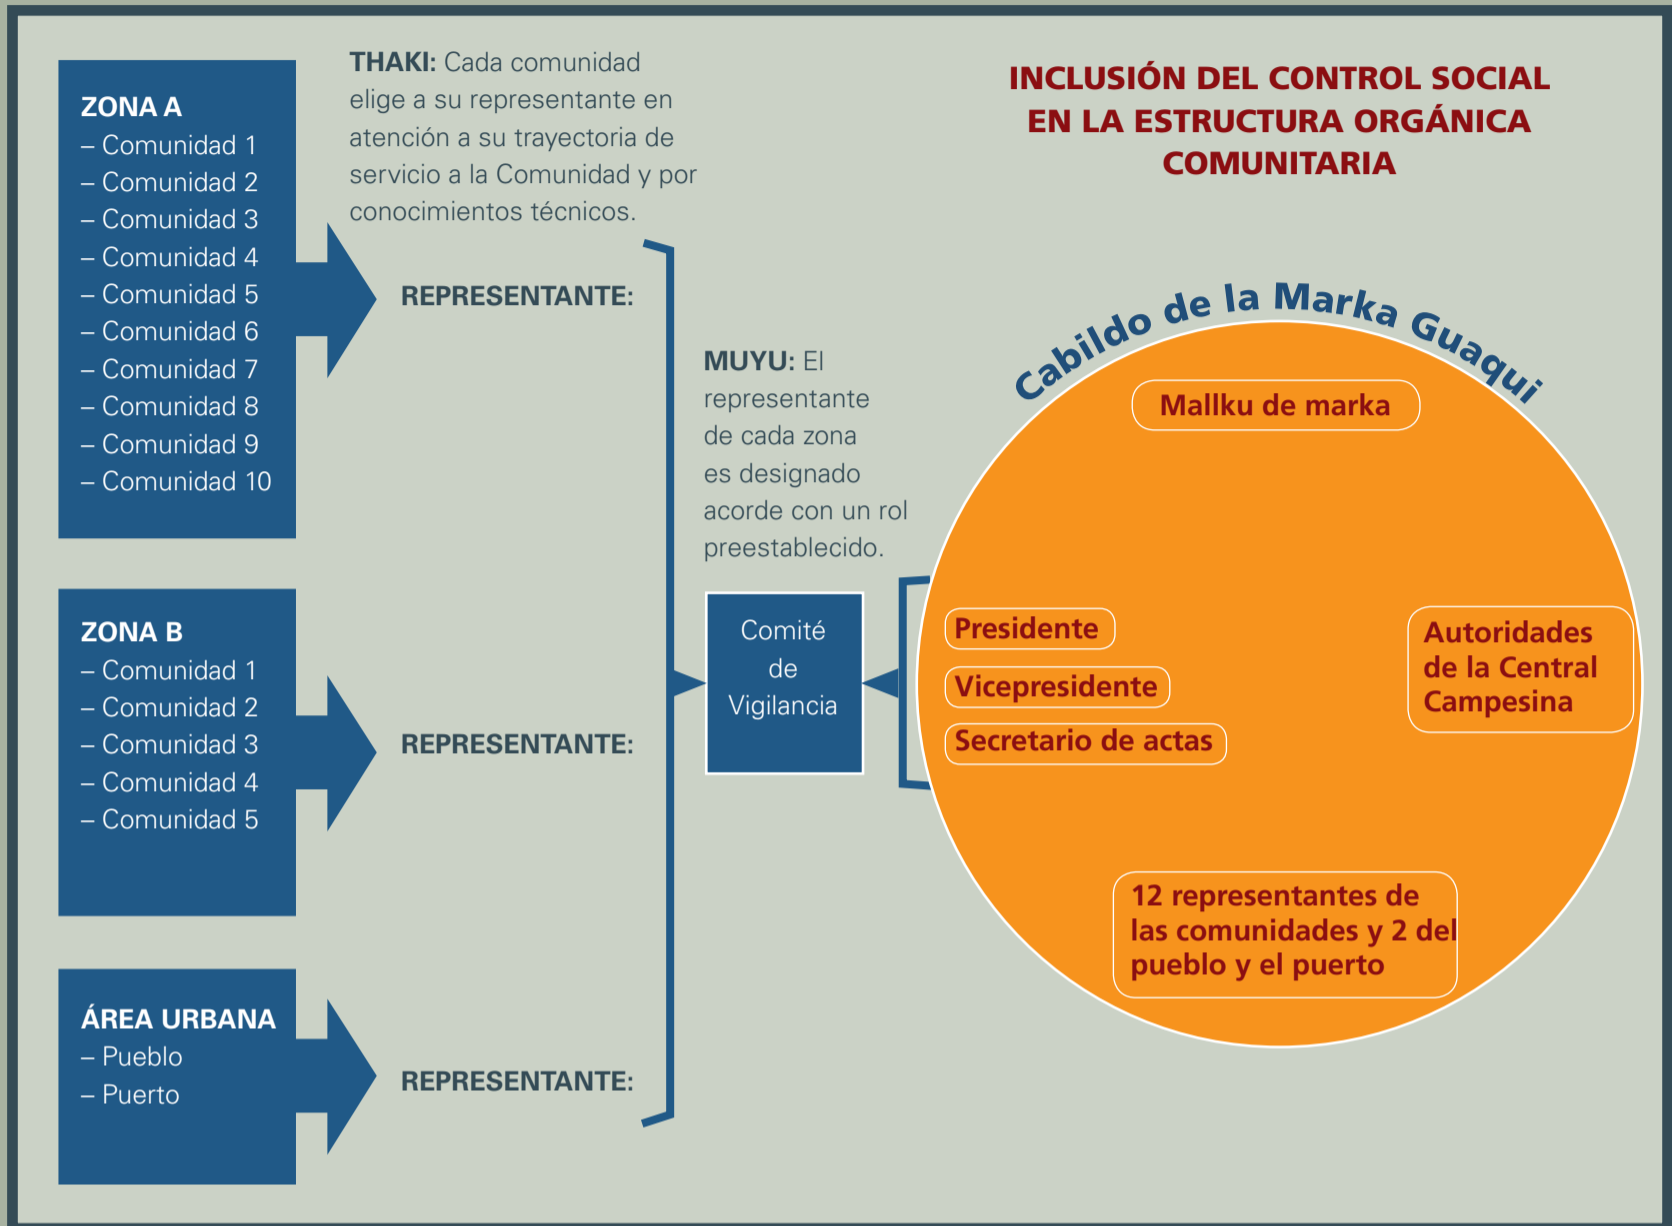 INCLUSIÓN DEL CONTROL SOCIAL
EN LA ESTRUCTURA ORGÁNICA
COMUNITARIA
ZONA A
– Comunidad 1
– Comunidad 2
– Comunidad 3
– Comunidad 4
– Comunidad 5
– Comunidad 6
– Comunidad 7
– Comunidad 8
– Comunidad 9
– Comunidad 10
THAKI: Cada comunidad
elige a su representante en
atención a su trayectoria de
servicio a la Comunidad y por
conocimientos técnicos.
REPRESENTANTE:
ZONA B
– Comunidad 1
– Comunidad 2
– Comunidad 3
– Comunidad 4
– Comunidad 5
REPRESENTANTE:
ÁREA URBANA
– Pueblo
– Puerto
REPRESENTANTE:
MUYU: El
representante
de cada zona
es designado
acorde con un rol
preestablecido.
Comité
de
Vigilancia
Cabildo de la Marka Guaqui
Mallku de marka
Presidente
Vicepresidente
Secretario de actas
Autoridades
de la Central
Campesina
12 representantes de
las comunidades y 2 del
pueblo y el puerto